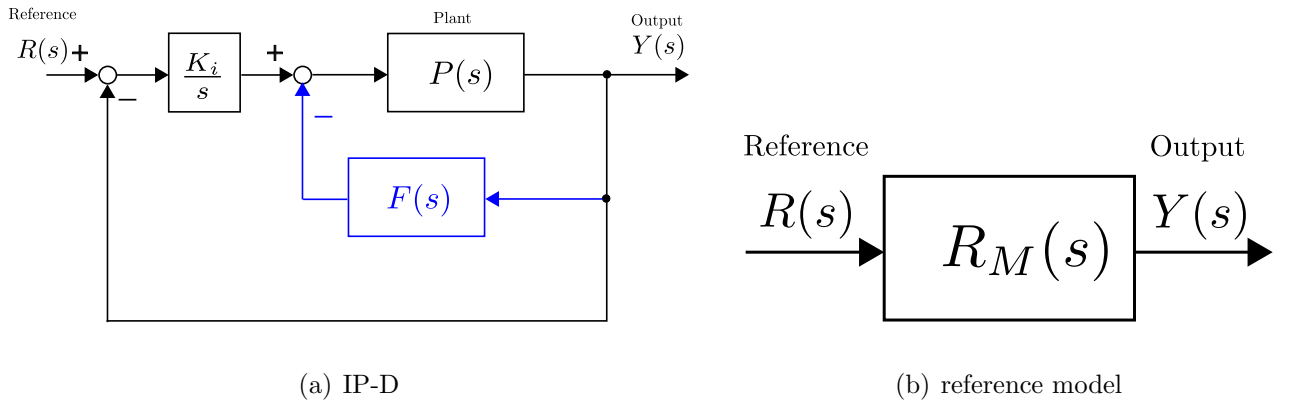 Reference
R(s)
+
−
K_i
s
+
−
Plant
P(s)
Output
Y(s)
F(s)
(a) IP-D
Reference
R(s)
R_M(s)
Output
Y(s)
(b) reference model